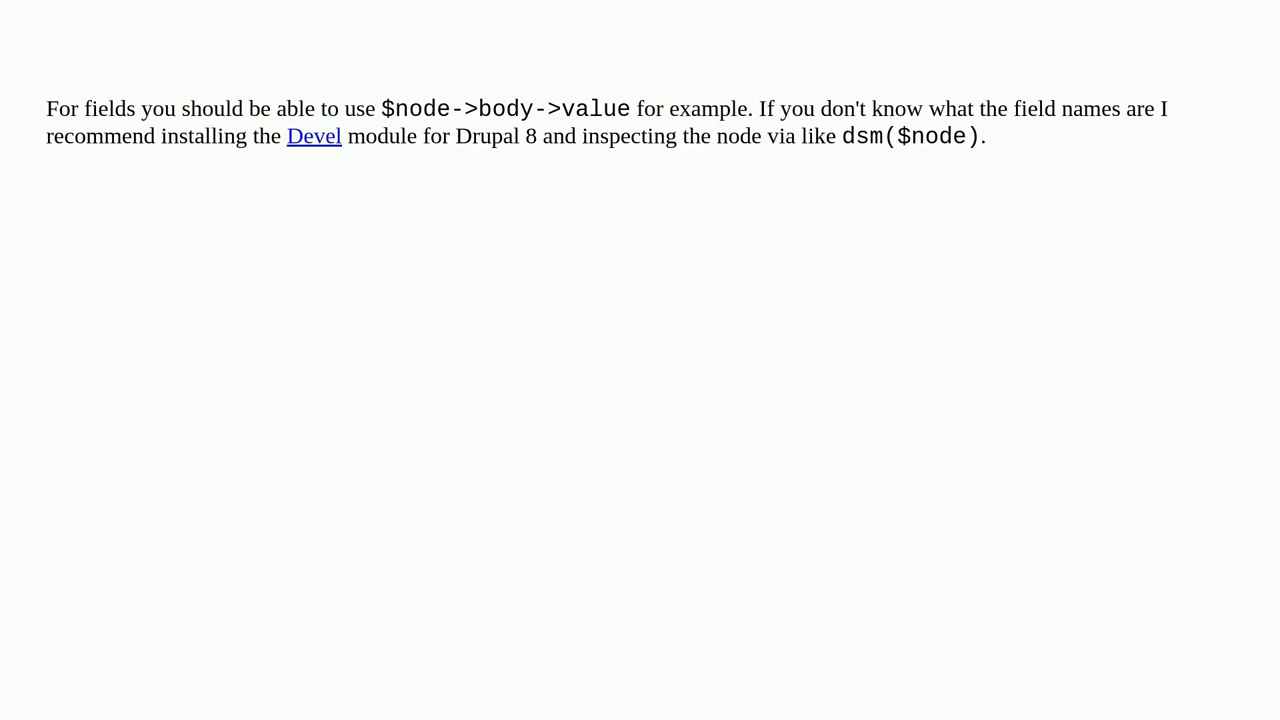 For fields you should be able to use $node->body->value for example. If you don't know what the field names are I
recommend installing the Devel module for Drupal 8 and inspecting the node via like dsm($node).